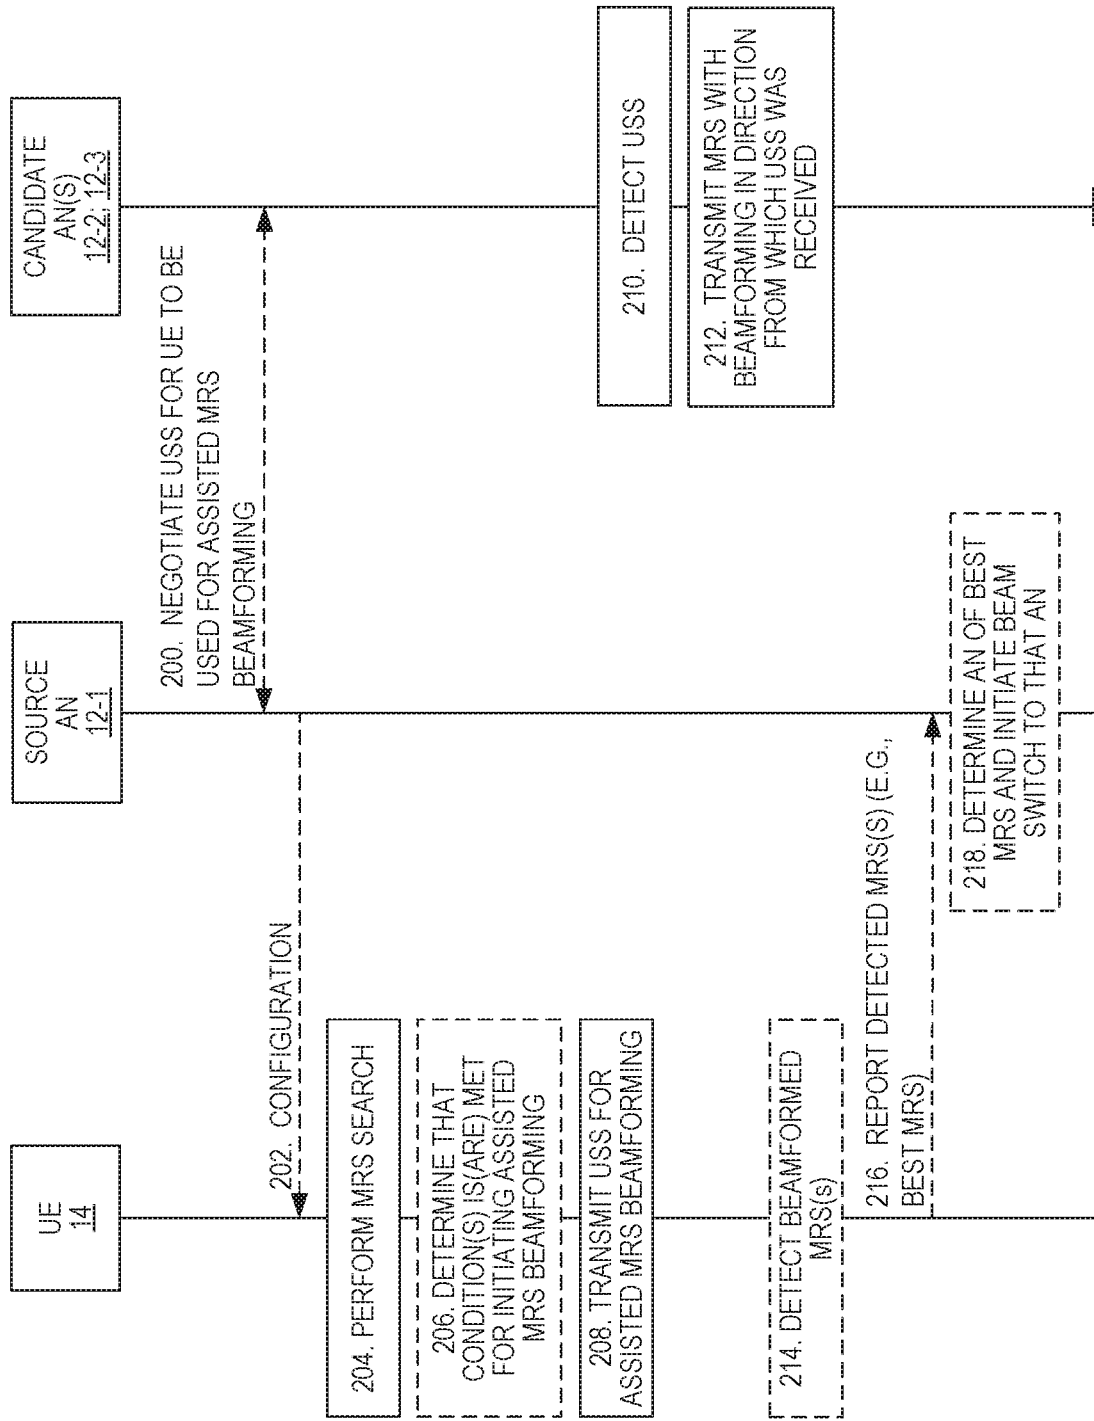 UE
14
SOURCE
AN
12-1
CANDIDATE
AN(S)
12-2; 12-3
200. NEGOTIATE USS FOR UE TO BE
USED FOR ASSISTED MRS
BEAMFORMING
202. CONFIGURATION
204. PERFORM MRS SEARCH
206. DETERMINE THAT
CONDITION(S) IS(ARE) MET
FOR INITIATING ASSISTED
MRS BEAMFORMING
208. TRANSMIT USS FOR
ASSISTED MRS BEAMFORMING
210. DETECT USS
212. TRANSMIT MRS WITH
BEAMFORMING IN DIRECTION
FROM WHICH USS WAS
RECEIVED
214. DETECT BEAMFORMED
MRS(s)
216. REPORT DETECTED MRS(S) (E.G.,
BEST MRS)
218. DETERMINE AN OF BEST
MRS AND INITIATE BEAM
SWITCH TO THAT AN